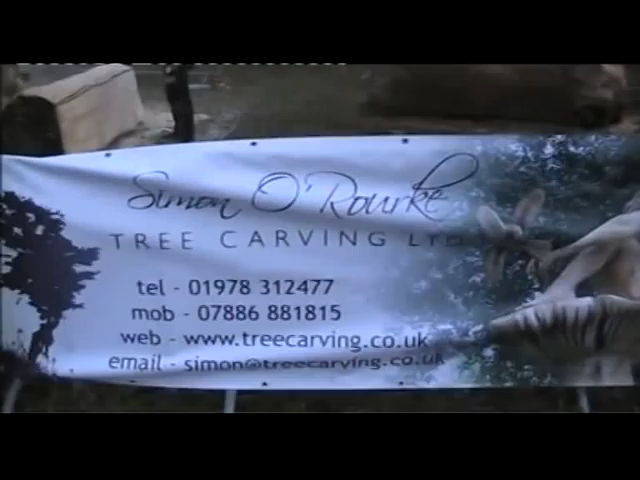 Simon O'Rourke
TREE CARVING LTD
tel - 01978 312477
mob - 07886 881815
web - www.treecarving.co.uk
email - simon@treecarving.co.uk